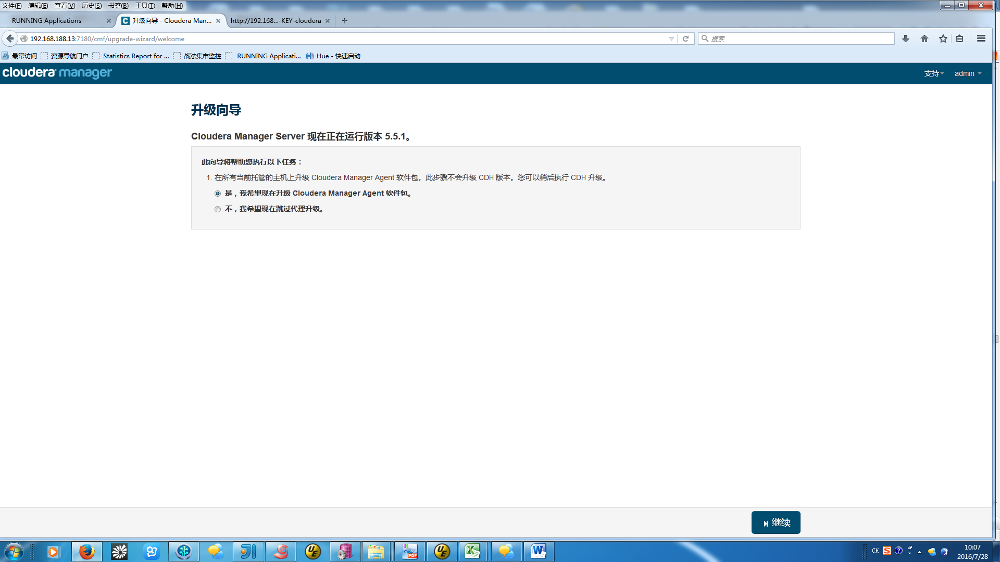 文件(F) 编辑(E) 查看(V) 历史(S) 书签(B) 工具(T) 帮助(H)
RUNNING Applications
升级向导 - Cloudera Man...
http://192.168...-KEY-cloudera
192.168.188.13:7180/cmf/upgrade-wizard/welcome
搜索
最常访问 资源导航门户 Statistics Report for ... 战法集市监控 RUNNING Applicati... Hue - 快速启动
cloudera manager
支持 admin
升级向导
Cloudera Manager Server 现在正在运行版本 5.5.1。
此向导将帮助您执行以下任务：
1. 在所有当前托管的主机上升级 Cloudera Manager Agent 软件包。此步骤不会升级 CDH 版本。您可以稍后执行 CDH 升级。
是，我希望现在升级 Cloudera Manager Agent 软件包。
不，我希望现在跳过代理升级。
继续
CH
10:07
2016/7/28